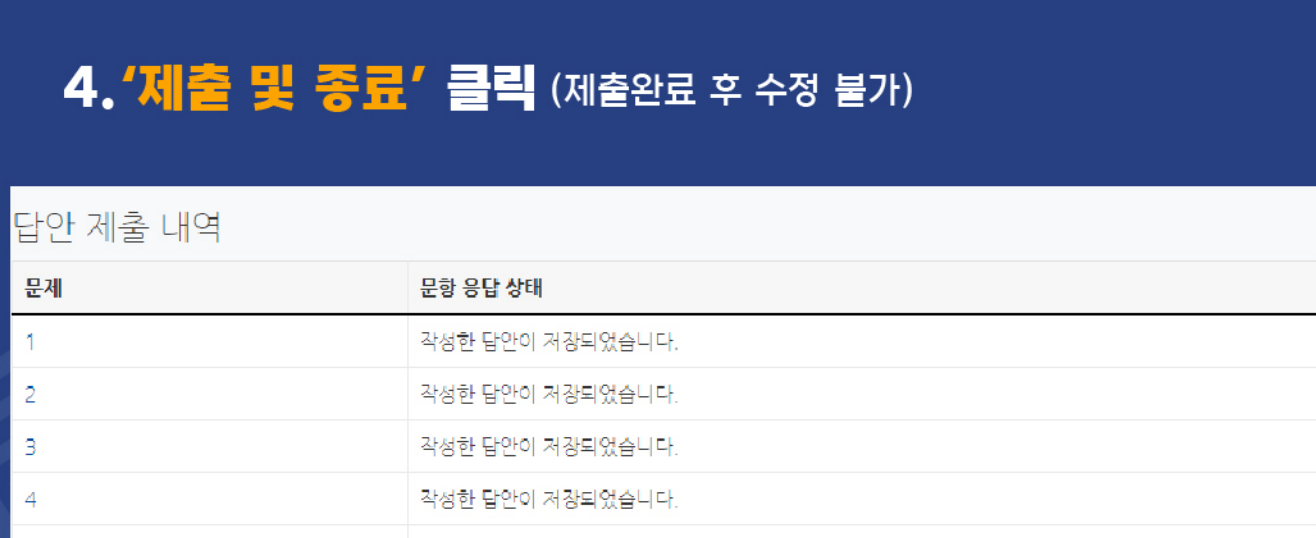 4. ‘제출 및 종료’ 클릭 (제출완료 후 수정 불가)
답안 제출 내역
문제 문항 응답 상태
1 작성한 답안이 저장되었습니다.
2 작성한 답안이 저장되었습니다.
3 작성한 답안이 저장되었습니다.
4 작성한 답안이 저장되었습니다.